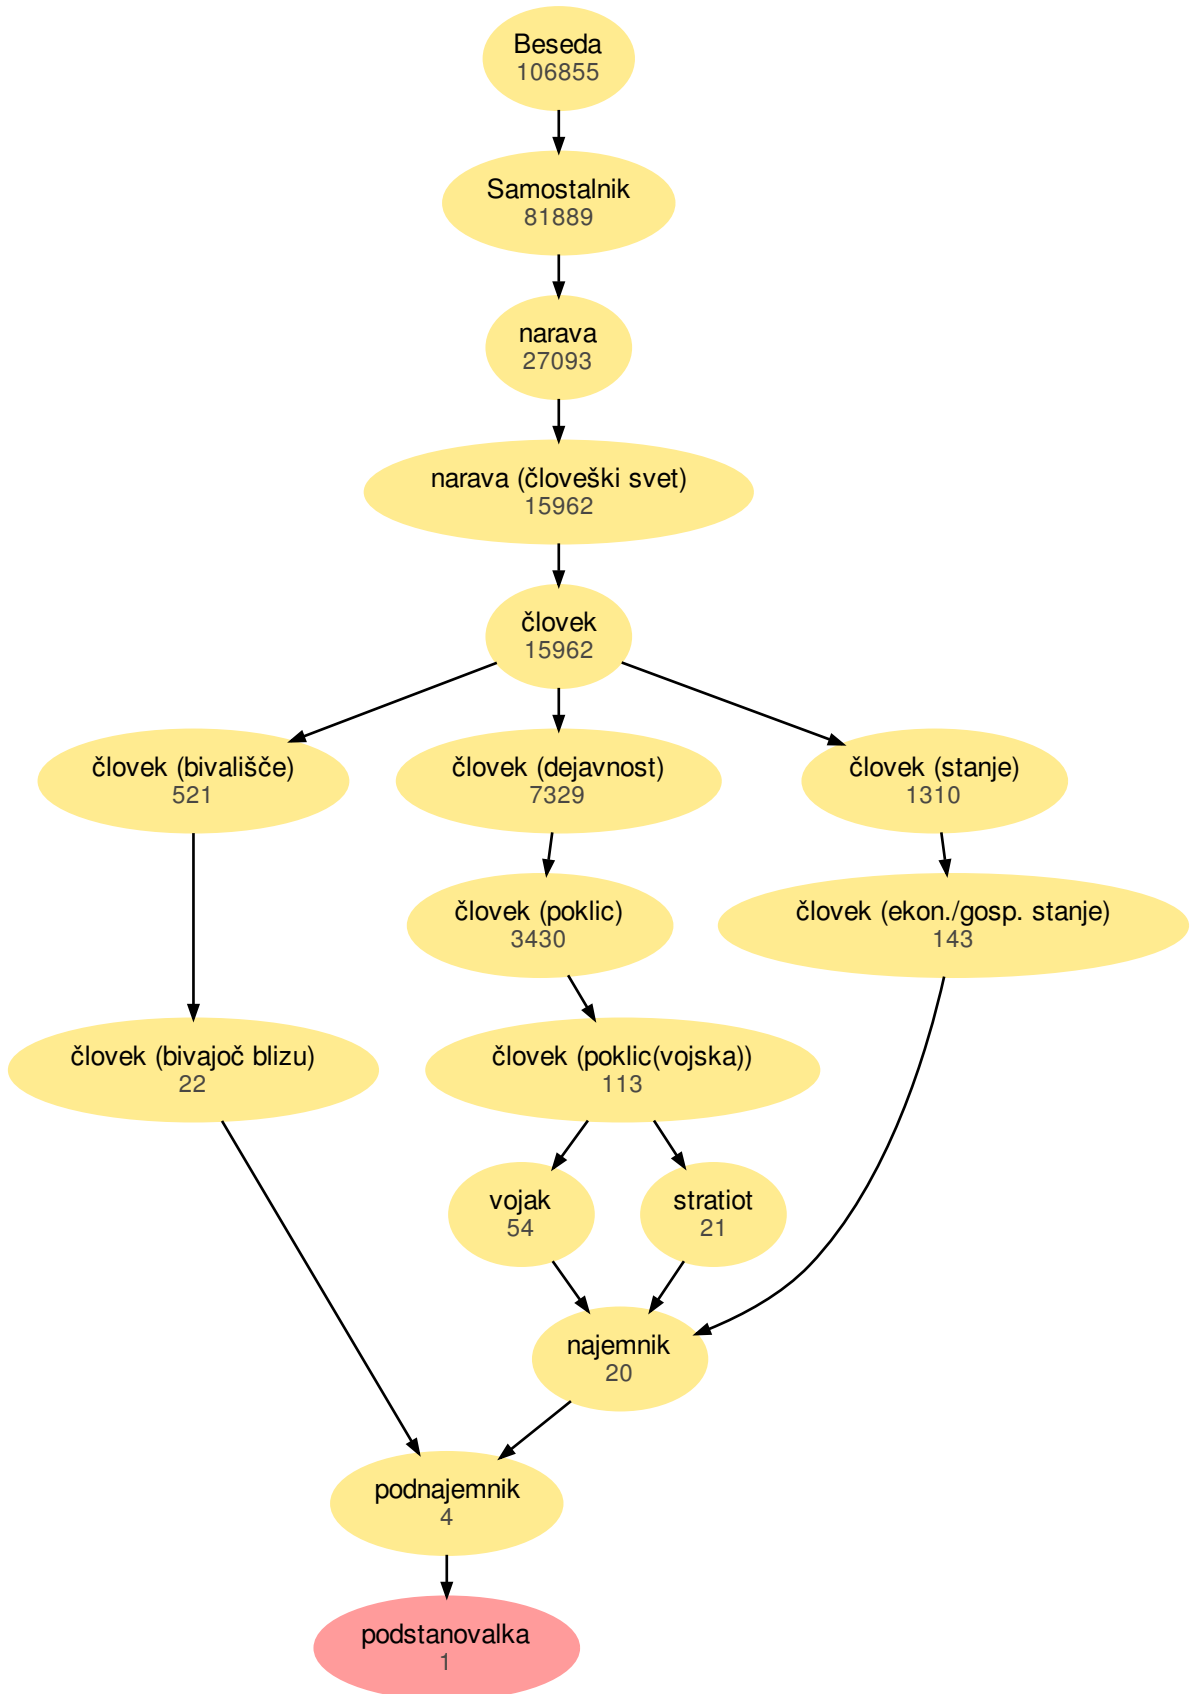 Beseda
106855
Samostalnik
81889
narava
27093
narava (človeški svet)
15962
človek
15962
človek (bivališče)
521
človek (dejavnost)
7329
človek (stanje)
1310
človek (poklic)
3430
človek (ekon./gosp. stanje)
143
človek (bivajoč blizu)
22
človek (poklic(vojska))
113
vojak
54
stratiot
21
najemnik
20
podnajemnik
4
podstanovalka
1